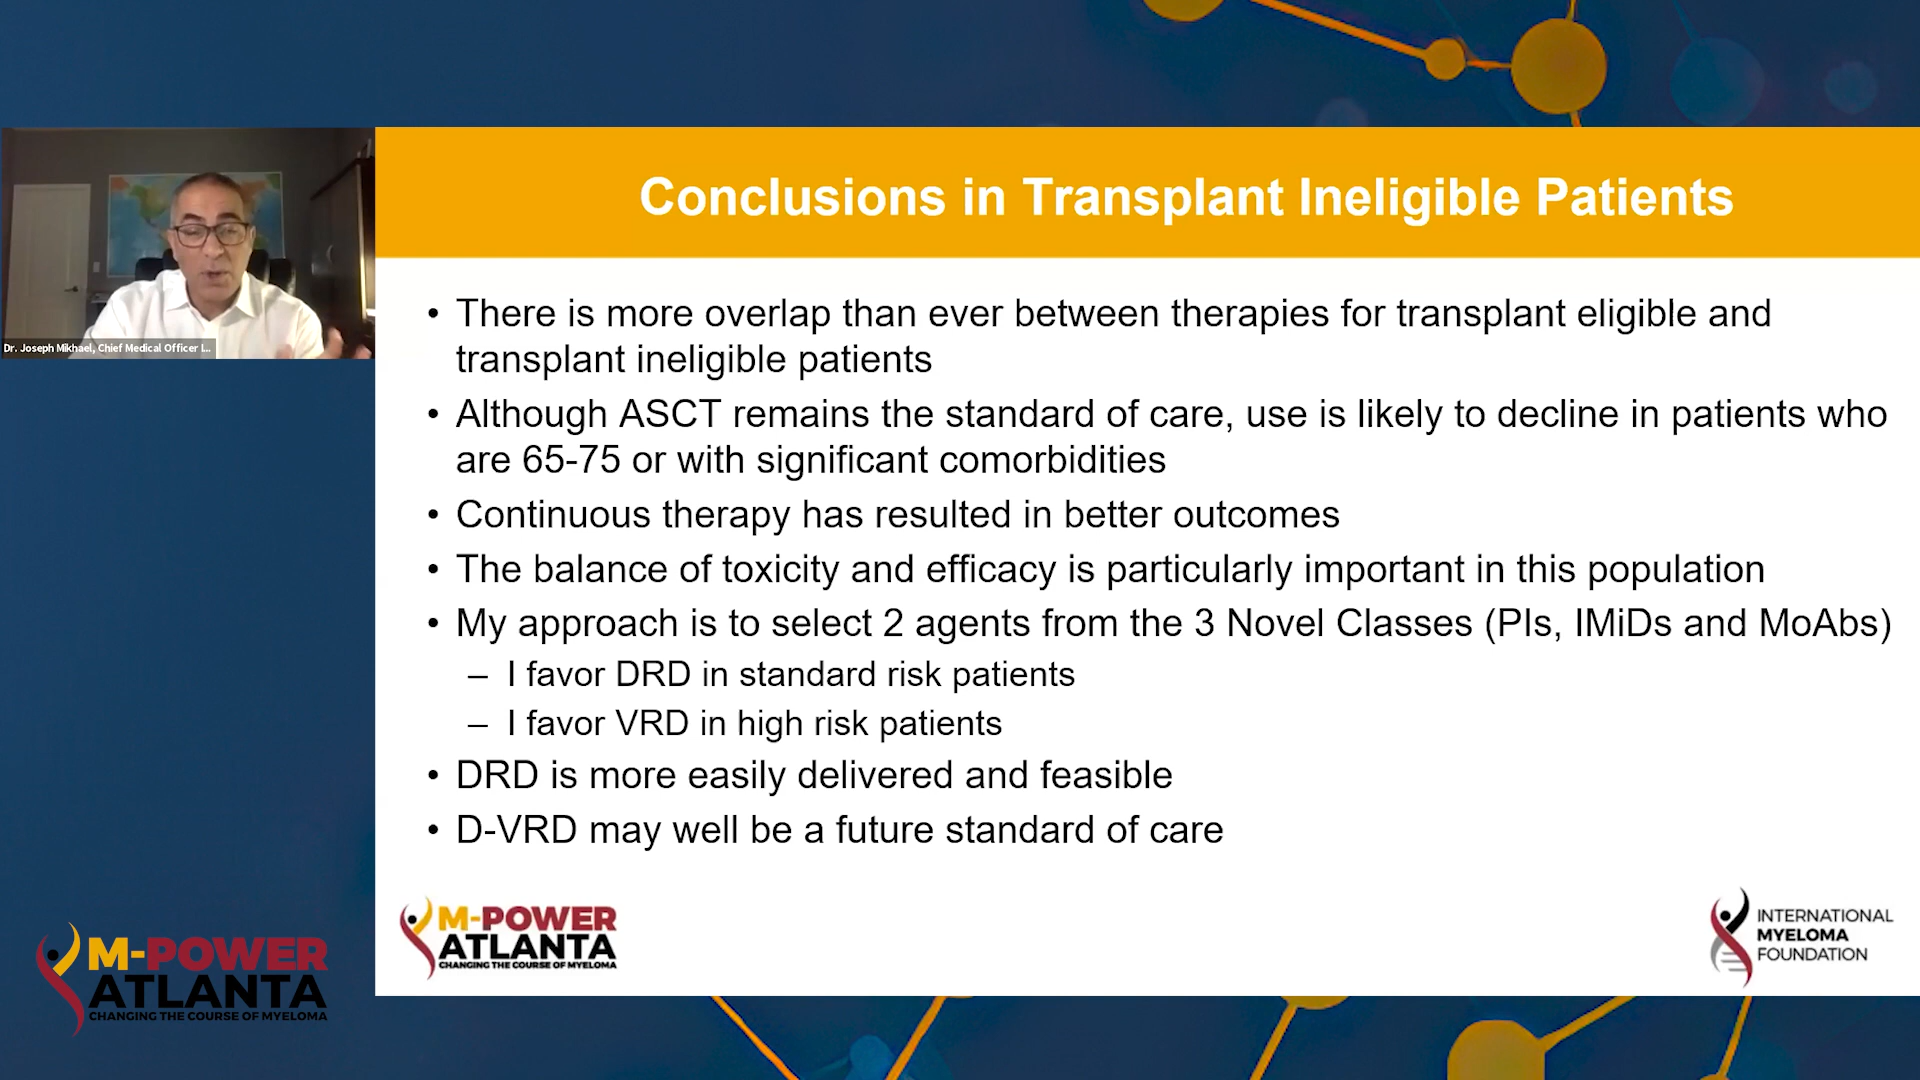 Conclusions in Transplant Ineligible Patients
Dr. Joseph Mikhael, Chief Medical Officer I...
• There is more overlap than ever between therapies for transplant eligible and
transplant ineligible patients
• Although ASCT remains the standard of care, use is likely to decline in patients who
are 65-75 or with significant comorbidities
• Continuous therapy has resulted in better outcomes
• The balance of toxicity and efficacy is particularly important in this population
• My approach is to select 2 agents from the 3 Novel Classes (PIs, IMiDs and MoAbs)
– I favor DRD in standard risk patients
– I favor VRD in high risk patients
• DRD is more easily delivered and feasible
• D-VRD may well be a future standard of care
M-POWER
ATLANTA
CHANGING THE COURSE OF MYELOMA
M-POWER
ATLANTA
CHANGING THE COURSE OF MYELOMA
INTERNATIONAL
MYELOMA
FOUNDATION